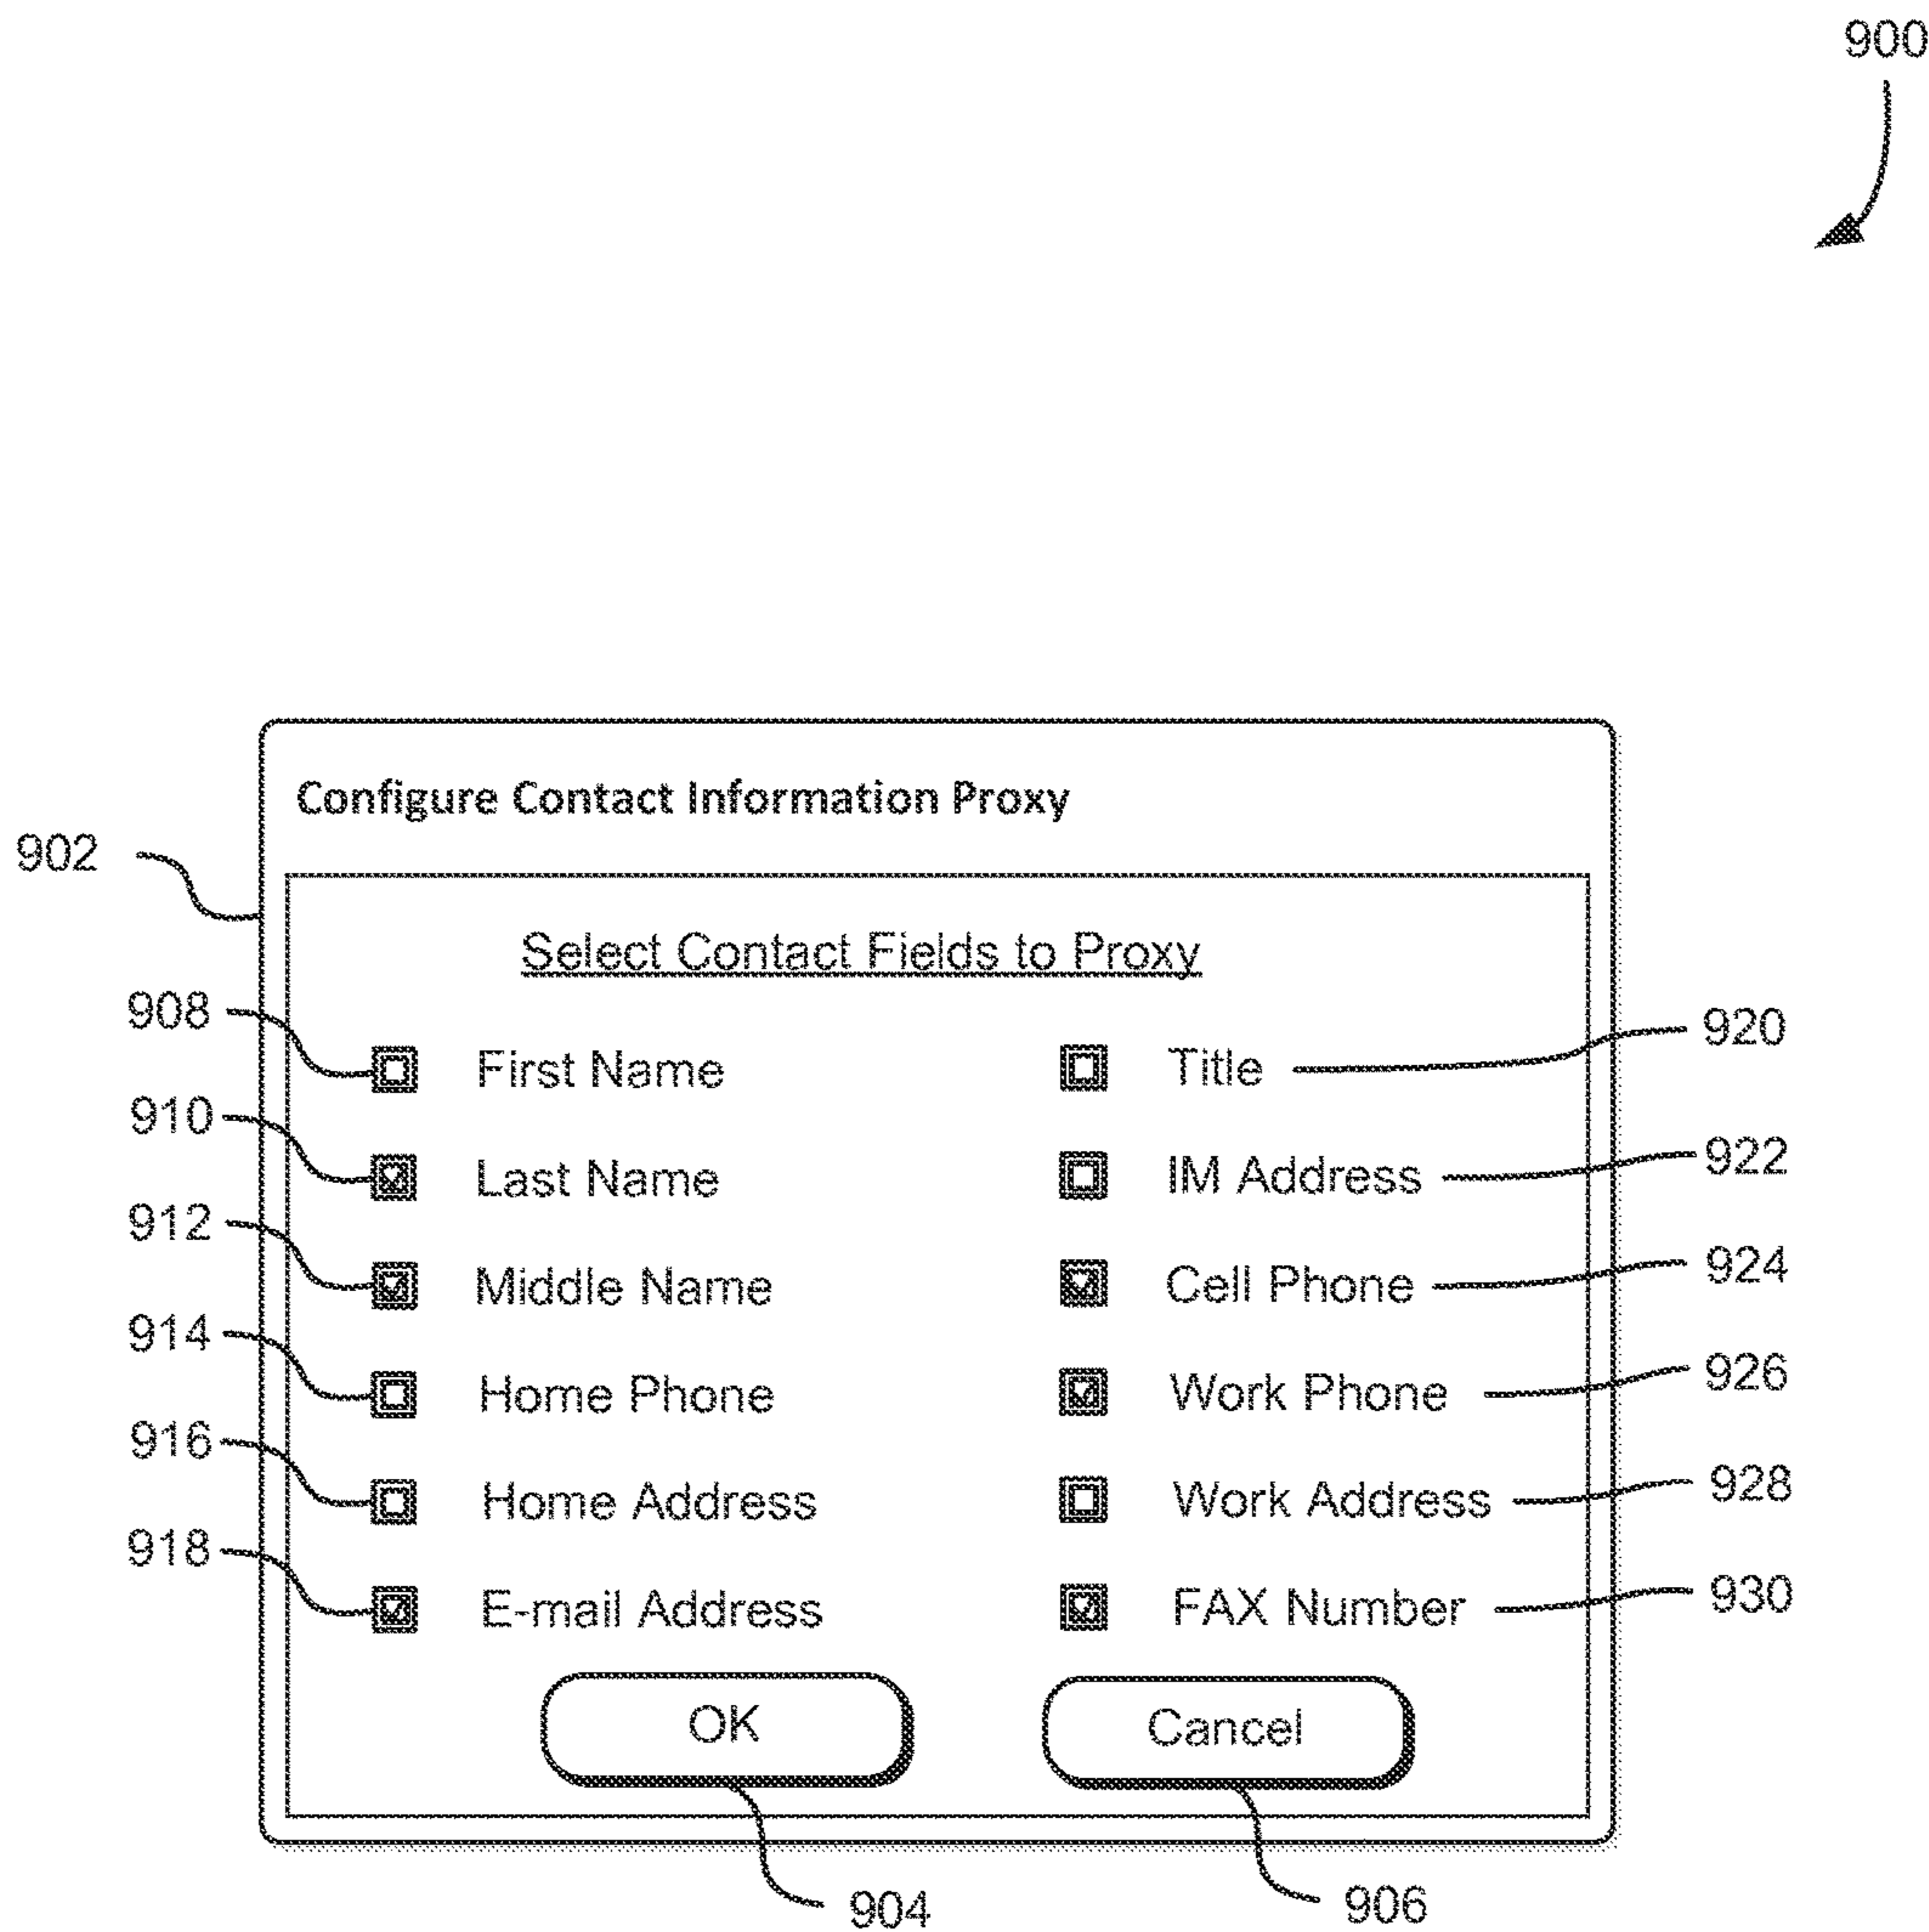 900
Configure Contact Information Proxy
902
Select Contact Fields to Proxy
908 First Name Title 920
910 Last Name IM Address 922
912 Middle Name Cell Phone 924
914 Home Phone Work Phone 926
916 Home Address Work Address 928
918 E-mail Address FAX Number 930
OK Cancel
904 906